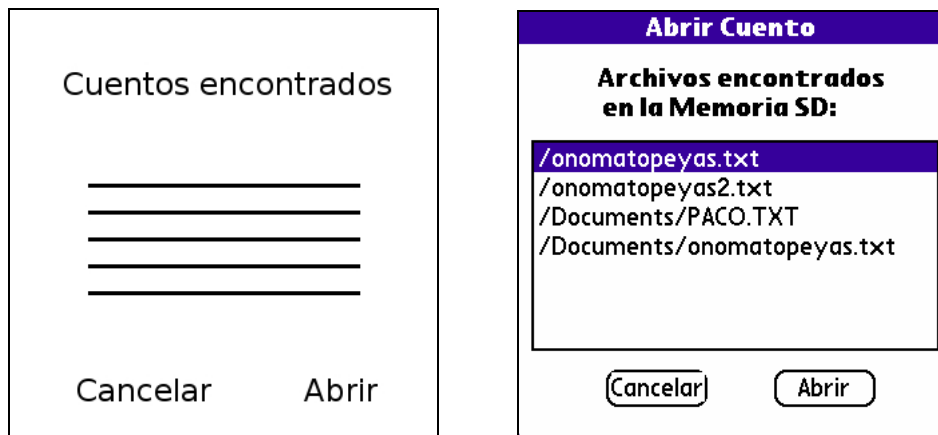 Cuentos encontrados
Cancelar Abrir
Abrir Cuento
Archivos encontrados
en la Memoria SD:
/onomatopeyas.txt
/onomatopeyas2.txt
/Documents/PACO.TXT
/Documents/onomatopeyas.txt
Cancelar Abrir